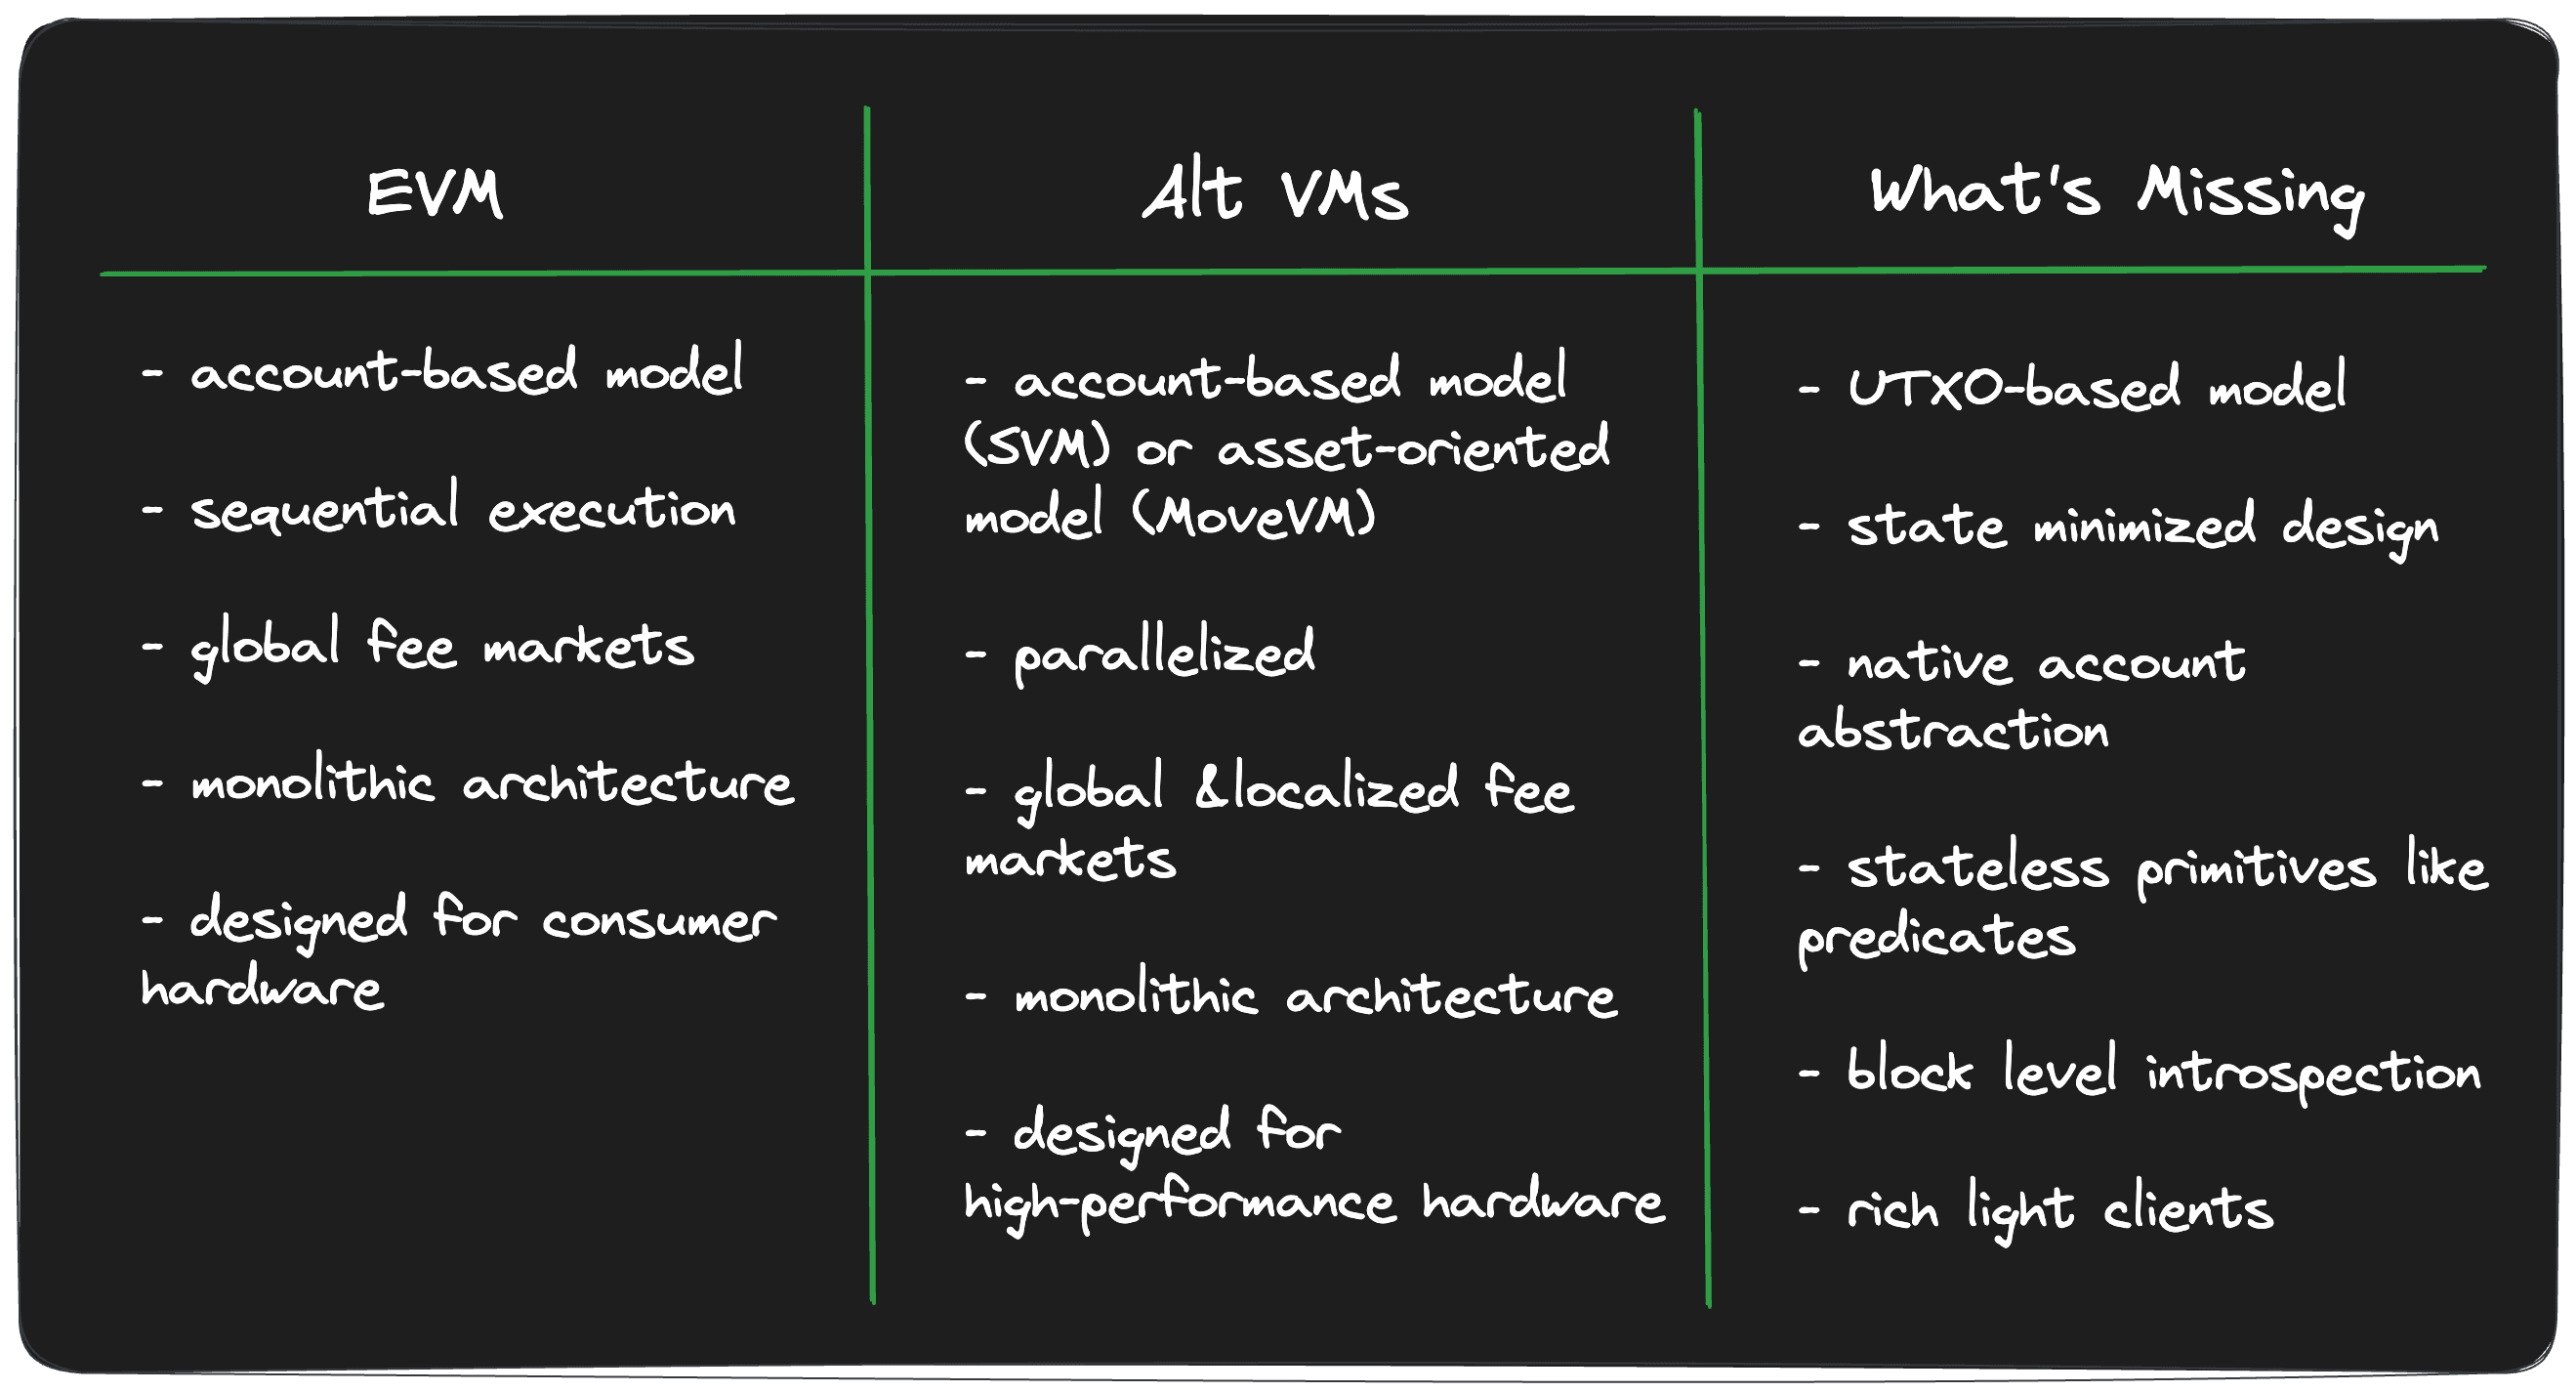 EVM
- account-based model
- sequential execution
- global fee markets
- monolithic architecture
- designed for consumer
hardware
Alt VMs
- account-based model
(SVM) or asset-oriented
model (MoveVM)
- parallelized
- global &localized fee
markets
- monolithic architecture
- designed for
high-performance hardware
What's Missing
- UTXO-based model
- state minimized design
- native account
abstraction
- stateless primitives like
predicates
- block level introspection
- rich light clients